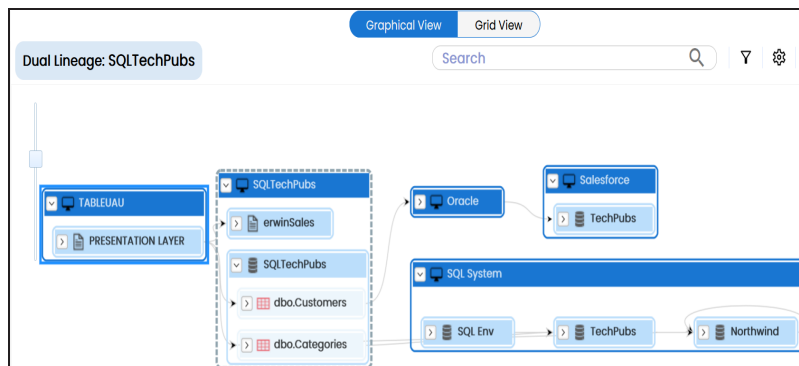 Graphical View
Grid View
Dual Lineage: SQLTechPubs
Search
TABLEUAU
PRESENTATION LAYER
SQLTechPubs
erwinSales
SQLTechPubs
dbo.Customers
dbo.Categories
Oracle
Salesforce
TechPubs
SQL System
SQL Env
TechPubs
Northwind